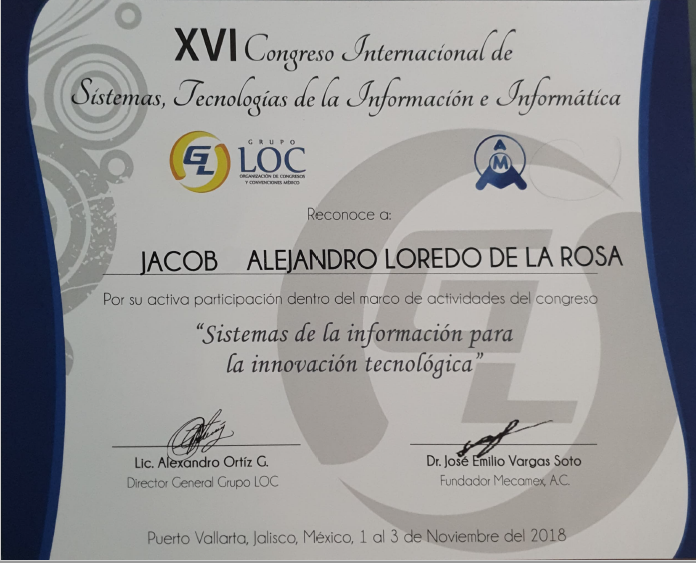 XVI Congreso Internacional de
Sistemas, Tecnologías de la Información e Informática
GL
GRUPO
LOC
ORGANIZACIÓN DE CONGRESOS
Y CONVENCIONES MÉXICO
A
M
Reconoce a:
JACOB ALEJANDRO LOREDO DE LA ROSA
Por su activa participación dentro del marco de actividades del congreso
“Sistemas de la información para
la innovación tecnológica”
Lic. Alexandro Ortíz G.
Director General Grupo LOC
Dr. José Emilio Vargas Soto
Fundador Mecamex, A.C.
Puerto Vallarta, Jalisco, México, 1 al 3 de Noviembre del 2018